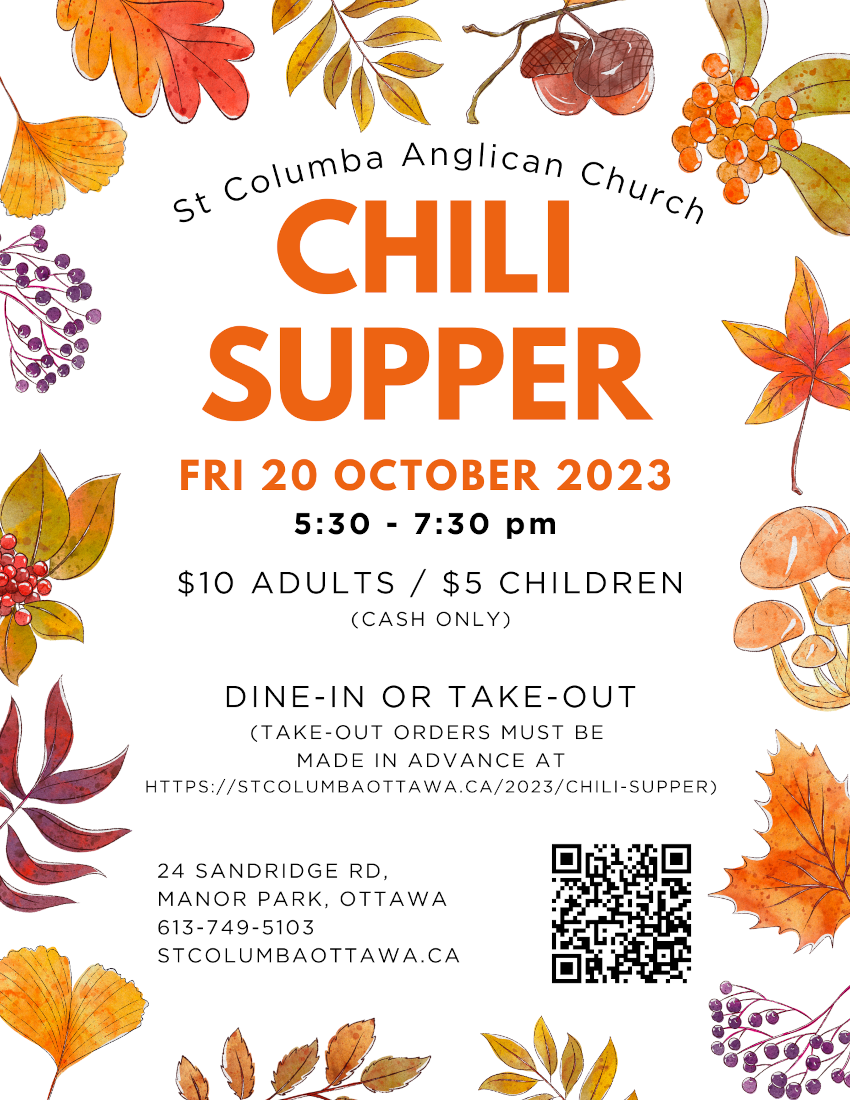 St Columba Anglican Church
CHILI
SUPPER
FRI 20 OCTOBER 2023
5:30 - 7:30 pm
$10 ADULTS / $5 CHILDREN
(CASH ONLY)
DINE-IN OR TAKE-OUT
(TAKE-OUT ORDERS MUST BE
MADE IN ADVANCE AT
HTTPS://STCOLUMBAOTTAWA.CA/2023/CHILI-SUPPER)
24 SANDRIDGE RD,
MANOR PARK, OTTAWA
613-749-5103
STCOLUMBAOTTAWA.CA